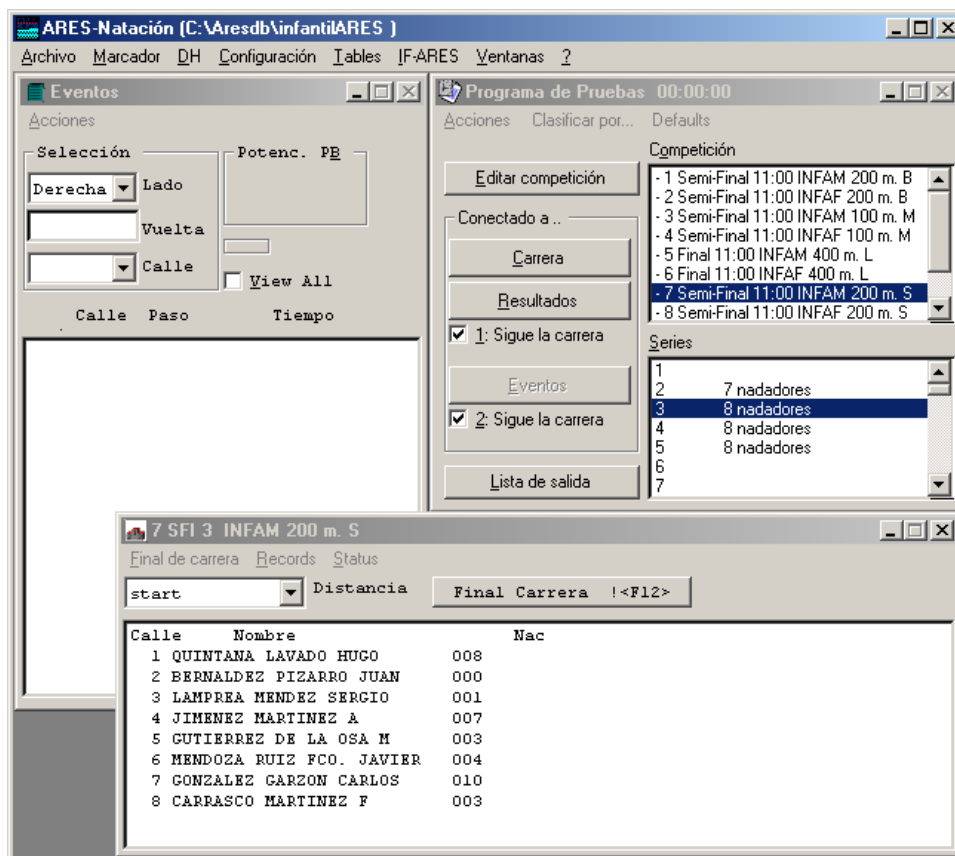 ARES-Natación (C:\Aresdb\infantilARES )
Archivo Marcador DH Configuración Tables IF-ARES Ventanas ?
Eventos
Acciones
Selección
Potenc. PB
Derecha Lado
Vuelta
Calle
View All
Calle Paso Tiempo
Programa de Pruebas 00:00:00
Acciones Clasificar por... Defaults
Editar competición
Conectado a ..
Carrera
Resultados
1: Sigue la carrera
Eventos
2: Sigue la carrera
Lista de salida
Competición
- 1 Semi-Final 11:00 INFAM 200 m. B
- 2 Semi-Final 11:00 INFAF 200 m. B
- 3 Semi-Final 11:00 INFAM 100 m. M
- 4 Semi-Final 11:00 INFAF 100 m. M
- 5 Final 11:00 INFAM 400 m. L
- 6 Final 11:00 INFAF 400 m. L
- 7 Semi-Final 11:00 INFAM 200 m. S
- 8 Semi-Final 11:00 INFAF 200 m. S
Series
1
2 7 nadadores
3 8 nadadores
4 8 nadadores
5 8 nadadores
6
7
7 SFI 3 INFAM 200 m. S
Final de carrera Records Status
start Distancia Final Carrera !<F12>
Calle Nombre Nac
1 QUINTANA LAVADO HUGO 008
2 BERNALDEZ PIZARRO JUAN 000
3 LAMPREA MENDEZ SERGIO 001
4 JIMENEZ MARTINEZ A 007
5 GUTIERREZ DE LA OSA M 003
6 MENDOZA RUIZ FCO. JAVIER 004
7 GONZALEZ GARZON CARLOS 010
8 CARRASCO MARTINEZ F 003